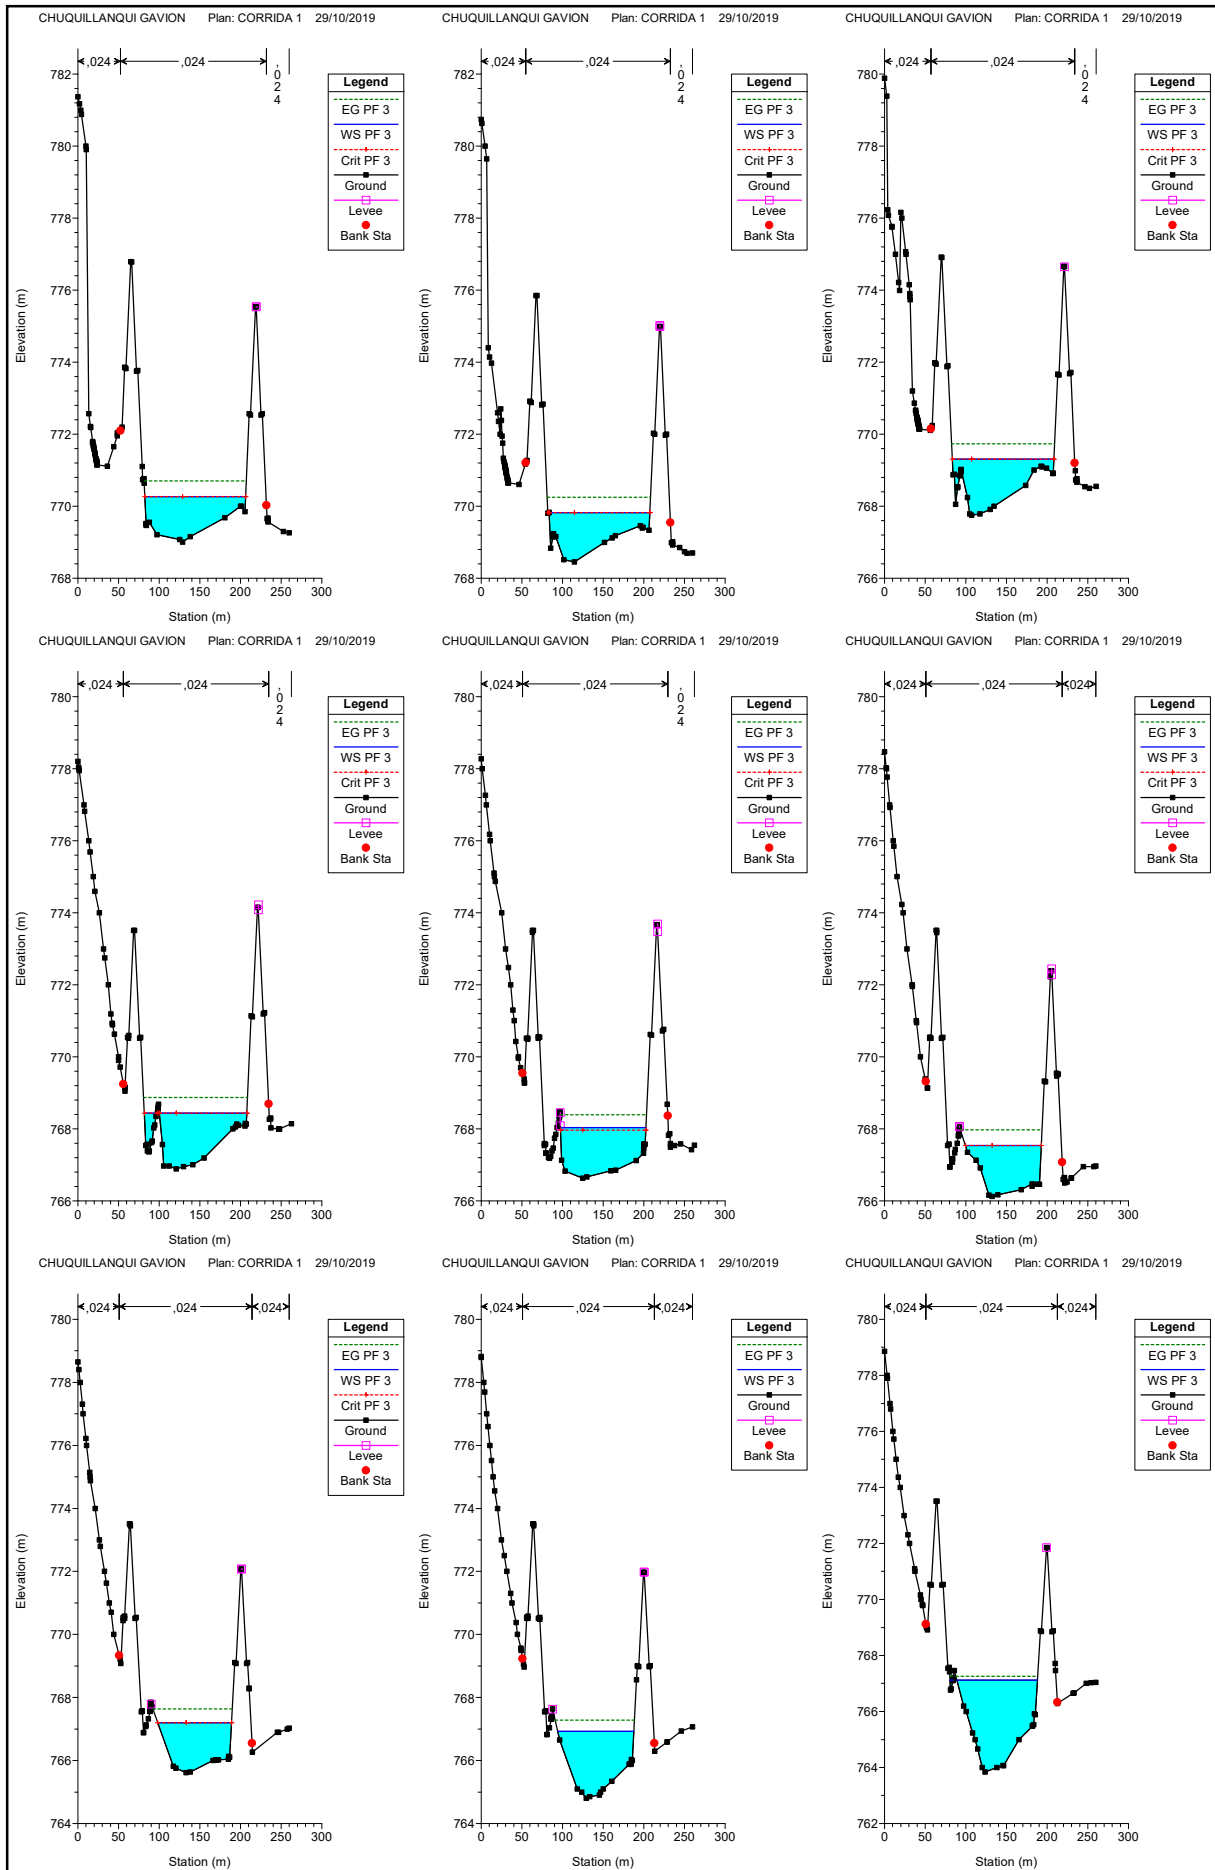 CHUQUILLANQUI GAVION Plan: CORRIDA 1 29/10/2019
,024 ,024 ,024
Legend
EG PF 3
WS PF 3
Crit PF 3
Ground
Levee
Bank Sta
782
780
778
776
774
772
770
768
Elevation (m)
0 50 100 150 200 250 300
Station (m)
CHUQUILLANQUI GAVION Plan: CORRIDA 1 29/10/2019
,024 ,024 ,024
Legend
EG PF 3
WS PF 3
Crit PF 3
Ground
Levee
Bank Sta
782
780
778
776
774
772
770
768
Elevation (m)
0 50 100 150 200 250 300
Station (m)
CHUQUILLANQUI GAVION Plan: CORRIDA 1 29/10/2019
,024 ,024 ,024
Legend
EG PF 3
WS PF 3
Crit PF 3
Ground
Levee
Bank Sta
780
778
776
774
772
770
768
766
Elevation (m)
0 50 100 150 200 250 300
Station (m)
CHUQUILLANQUI GAVION Plan: CORRIDA 1 29/10/2019
,024 ,024 ,024
Legend
EG PF 3
WS PF 3
Crit PF 3
Ground
Levee
Bank Sta
780
778
776
774
772
770
768
766
Elevation (m)
0 50 100 150 200 250 300
Station (m)
CHUQUILLANQUI GAVION Plan: CORRIDA 1 29/10/2019
,024 ,024 ,024
Legend
EG PF 3
WS PF 3
Crit PF 3
Ground
Levee
Bank Sta
780
778
776
774
772
770
768
766
Elevation (m)
0 50 100 150 200 250 300
Station (m)
CHUQUILLANQUI GAVION Plan: CORRIDA 1 29/10/2019
,024 ,024 ,024
Legend
EG PF 3
WS PF 3
Crit PF 3
Ground
Levee
Bank Sta
780
778
776
774
772
770
768
766
Elevation (m)
0 50 100 150 200 250 300
Station (m)
CHUQUILLANQUI GAVION Plan: CORRIDA 1 29/10/2019
,024 ,024 ,024
Legend
EG PF 3
WS PF 3
Crit PF 3
Ground
Levee
Bank Sta
780
778
776
774
772
770
768
766
764
Elevation (m)
0 50 100 150 200 250 300
Station (m)
CHUQUILLANQUI GAVION Plan: CORRIDA 1 29/10/2019
,024 ,024 ,024
Legend
EG PF 3
WS PF 3
Ground
Levee
Bank Sta
780
778
776
774
772
770
768
766
764
Elevation (m)
0 50 100 150 200 250 300
Station (m)
CHUQUILLANQUI GAVION Plan: CORRIDA 1 29/10/2019
,024 ,024 ,024
Legend
EG PF 3
WS PF 3
Ground
Levee
Bank Sta
780
778
776
774
772
770
768
766
764
762
Elevation (m)
0 50 100 150 200 250 300
Station (m)